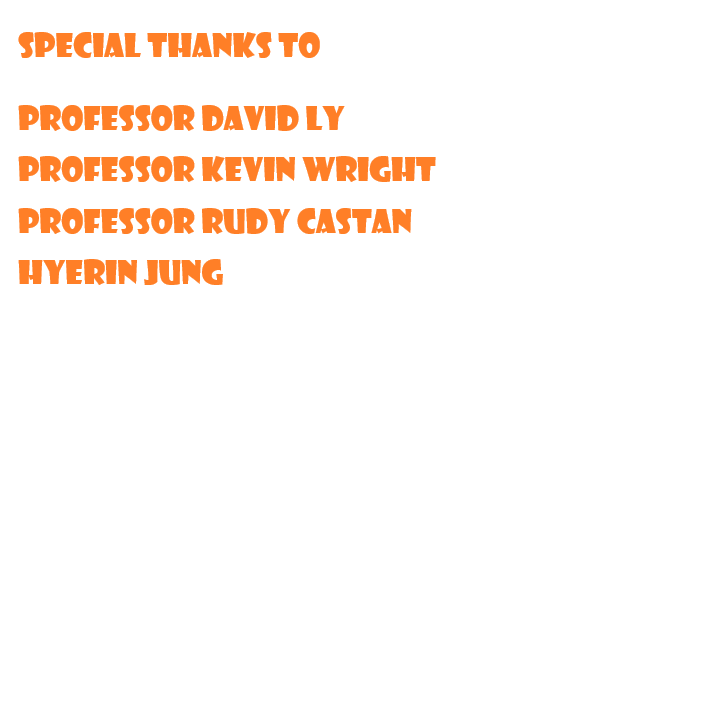 SPECIAL THANKS TO
PROFESSOR DAVID LY
PROFESSOR KEVIN WRIGHT
PROFESSOR RUDY CASTAN
HYERIN JUNG